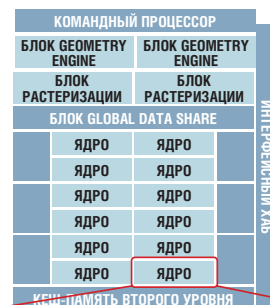 КОМАНДНЫЙ ПРОЦЕССОР
БЛОК GEOMETRY
ENGINE
БЛОК GEOMETRY
ENGINE
БЛОК
РАСТЕРИЗАЦИИ
БЛОК
РАСТЕРИЗАЦИИ
БЛОК GLOBAL DATA SHARE
ЯДРО ЯДРО
ЯДРО ЯДРО
ЯДРО ЯДРО
ЯДРО ЯДРО
ЯДРО ЯДРО
ЯДРО ЯДРО
КЕШ-ПАМЯТЬ ВТОРОГО УРОВНЯ
ИНТЕРФЕЙСНЫЙ ХАБ